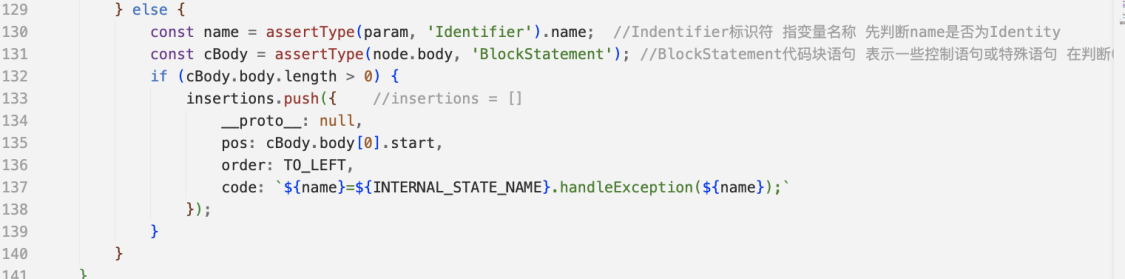 129 } else {
130 const name = assertType(param, 'Identifier').name; //Indentifier标识符 指变量名称 先判断name是否为Identity
131 const cBody = assertType(node.body, 'BlockStatement'); //BlockStatement代码块语句 表示一些控制语句或特殊语句 在判断
132 if (cBody.body.length > 0) {
133 insertions.push({ //insertions = []
134 __proto__: null,
135 pos: cBody.body[0].start,
136 order: TO_LEFT,
137 code: `${name}=${INTERNAL_STATE_NAME}.handleException(${name});`
138 });
139 }
140 }
141 }